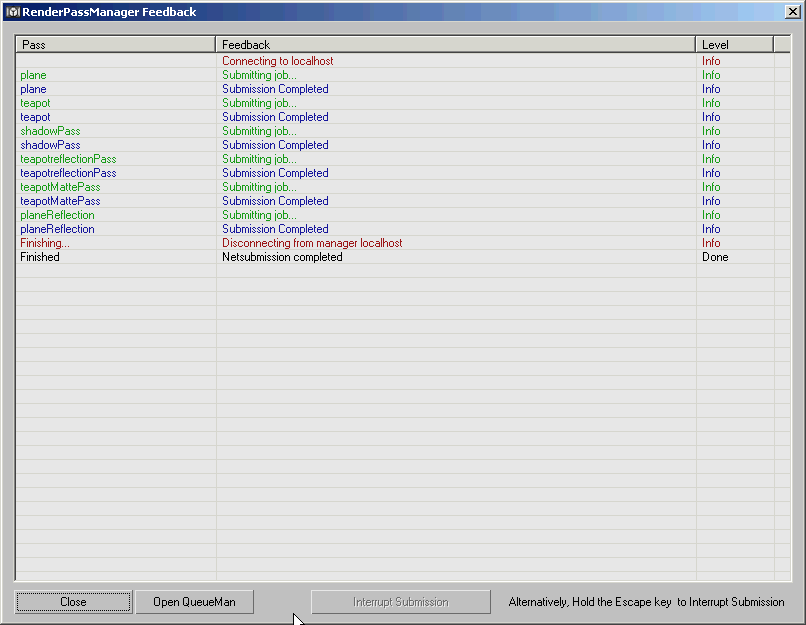 RenderPassManager Feedback
Pass Feedback Level
Connecting to localhost Info
plane Submitting job... Info
plane Submission Completed Info
teapot Submitting job... Info
teapot Submission Completed Info
shadowPass Submitting job... Info
shadowPass Submission Completed Info
teapotreflectionPass Submitting job... Info
teapotreflectionPass Submission Completed Info
teapotMattePass Submitting job... Info
teapotMattePass Submission Completed Info
planeReflection Submitting job... Info
planeReflection Submission Completed Info
Finishing... Disconnecting from manager localhost Info
Finished Netsubmission completed Done
Close Open QueueMan Interrupt Submission Alternatively, Hold the Escape key to Interrupt Submission